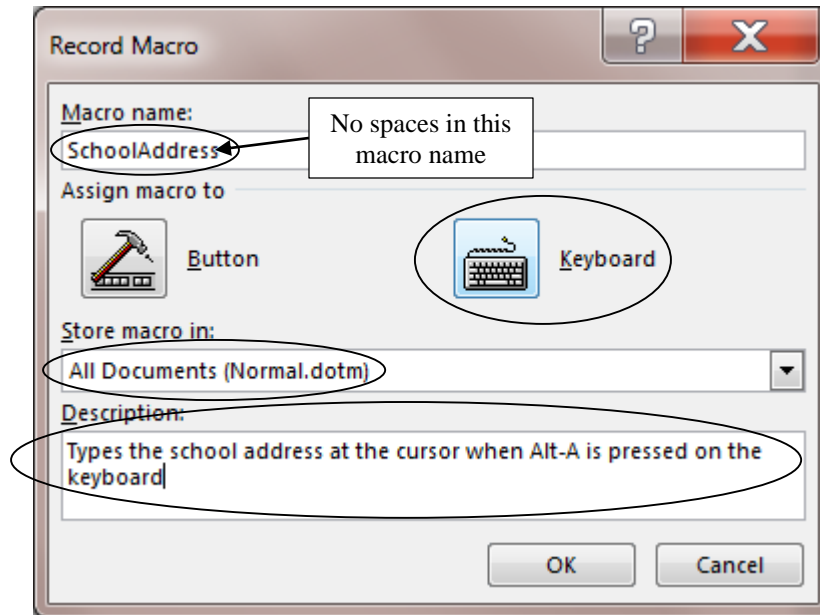 Record Macro
Macro name:
No spaces in this
macro name
SchoolAddress
Assign macro to
Button
Keyboard
Store macro in:
All Documents (Normal.dotm)
Description:
Types the school address at the cursor when Alt-A is pressed on the
keyboard
OK
Cancel